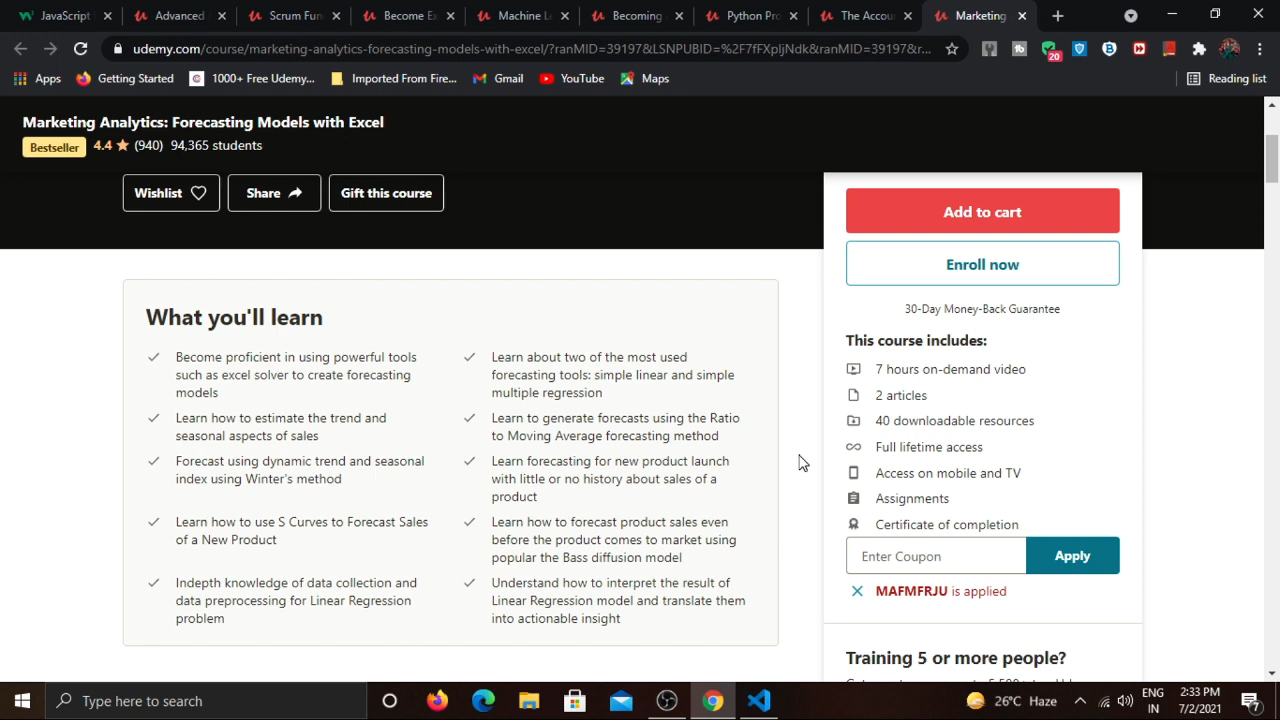 JavaScript
Advanced
Scrum Fun
Become Ex
Machine Le
Becoming
Python Pro
The Accou
Marketing
udemy.com/course/marketing-analytics-forecasting-models-with-excel/?ranMID=39197&LSNPUBID=%2F7fFXpljNdk&ranMID=39197&r...
20
Apps
Getting Started
1000+ Free Udemy...
Imported From Fire...
Gmail
YouTube
Maps
Reading list
Marketing Analytics: Forecasting Models with Excel
Bestseller 4.4 ★ (940) 94,365 students
Wishlist
Share
Gift this course
What you'll learn
Become proficient in using powerful tools
such as excel solver to create forecasting
models
Learn about two of the most used
forecasting tools: simple linear and simple
multiple regression
Learn how to estimate the trend and
seasonal aspects of sales
Learn to generate forecasts using the Ratio
to Moving Average forecasting method
Forecast using dynamic trend and seasonal
index using Winter's method
Learn forecasting for new product launch
with little or no history about sales of a
product
Learn how to use S Curves to Forecast Sales
of a New Product
Learn how to forecast product sales even
before the product comes to market using
popular the Bass diffusion model
Indepth knowledge of data collection and
data preprocessing for Linear Regression
problem
Understand how to interpret the result of
Linear Regression model and translate them
into actionable insight
Add to cart
Enroll now
30-Day Money-Back Guarantee
This course includes:
7 hours on-demand video
2 articles
40 downloadable resources
Full lifetime access
Access on mobile and TV
Assignments
Certificate of completion
Enter Coupon
Apply
MAFMFRJU is applied
Training 5 or more people?
Type here to search
26°C Haze
ENG
IN
2:33 PM
7/2/2021
7